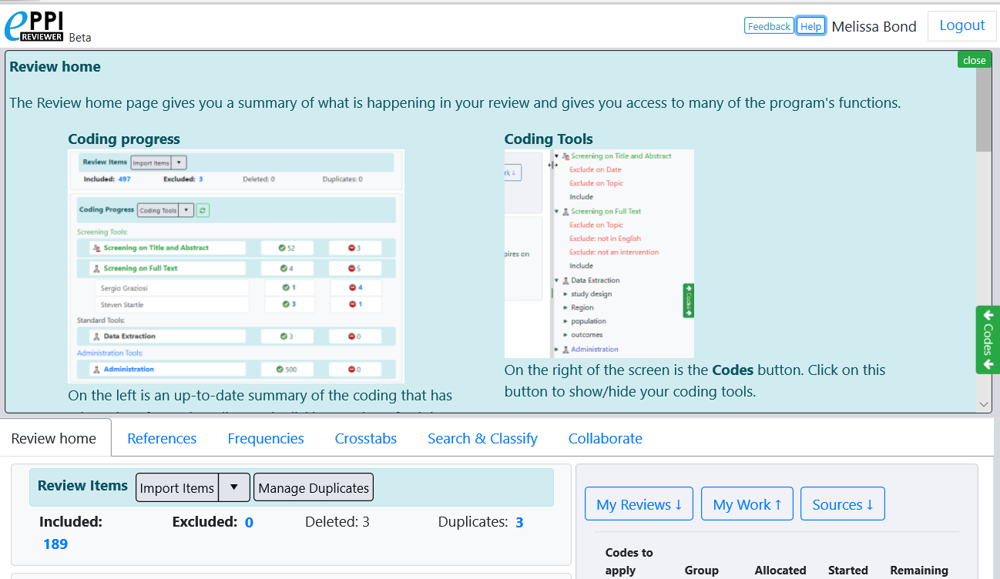 ePPI
REVIEWER Beta
Feedback Help Melissa Bond Logout
Review home
close
The Review home page gives you a summary of what is happening in your review and gives you access to many of the program's functions.
Coding progress
Review Items Import Items ▼
Included: 497 Excluded: 3 Deleted: 0 Duplicates: 0
Coding Progress Coding Tools ▼
Screening Tools:
Screening on Title and Abstract 52 3
Screening on Full Text 4 5
Sergio Graziosi 1 4
Steven Startle 3 1
Standard Tools:
Data Extraction 3 0
Administration Tools:
Administration 500 0
On the left is an up-to-date summary of the coding that has
Coding Tools
Screening on Title and Abstract
Exclude on Date
Exclude on Topic
Include
Screening on Full Text
Exclude on Topic
Exclude: not in English
Exclude: not an intervention
Include
Data Extraction
study design
Region
population
outcomes
Administration
rk ↓
pires on
Codes
On the right of the screen is the Codes button. Click on this
button to show/hide your coding tools.
Codes
Review home References Frequencies Crosstabs Search & Classify Collaborate
Review Items Import Items ▼ Manage Duplicates
Included: Excluded: 0 Deleted: 3 Duplicates: 3
189
My Reviews ↓ My Work ↑ Sources ↓
Codes to
apply Group Allocated Started Remaining